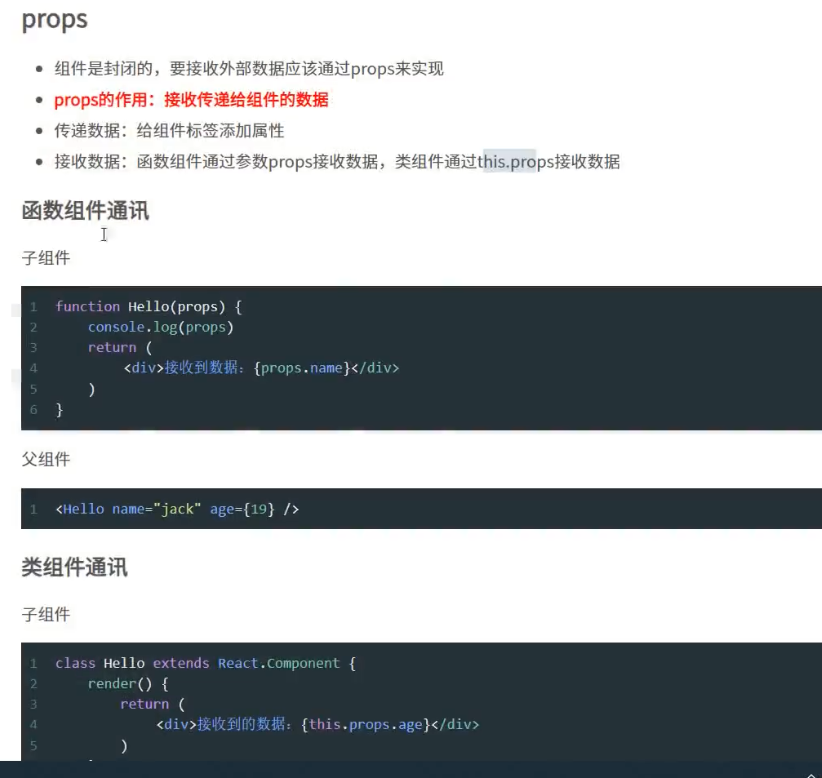 props
组件是封闭的，要接收外部数据应该通过props来实现
props的作用：接收传递给组件的数据
传递数据：给组件标签添加属性
接收数据：函数组件通过参数props接收数据，类组件通过this.props接收数据
函数组件通讯
子组件
1 function Hello(props) {
2     console.log(props)
3     return (
4         <div>接收到数据：{props.name}</div>
5     )
6 }
父组件
1 <Hello name="jack" age={19} />
类组件通讯
子组件
1 class Hello extends React.Component {
2     render() {
3         return (
4             <div>接收到的数据：{this.props.age}</div>
5         )